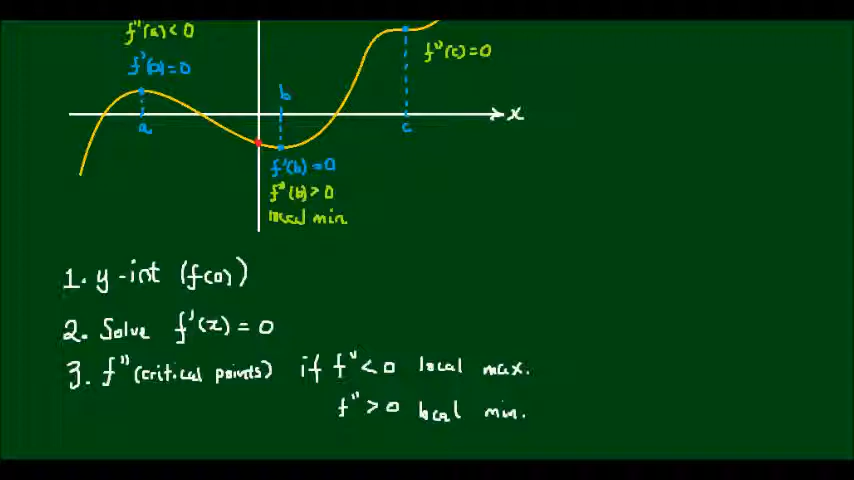 f''(a) < 0
f'(a) = 0
f''(c) = 0
b
x
a
c
f'(b) = 0
f''(b) > 0
local min.
1. y-int (f(0))
2. Solve f'(x) = 0
3. f'' (critical points) if f'' < 0 local max.
f'' > 0 local min.